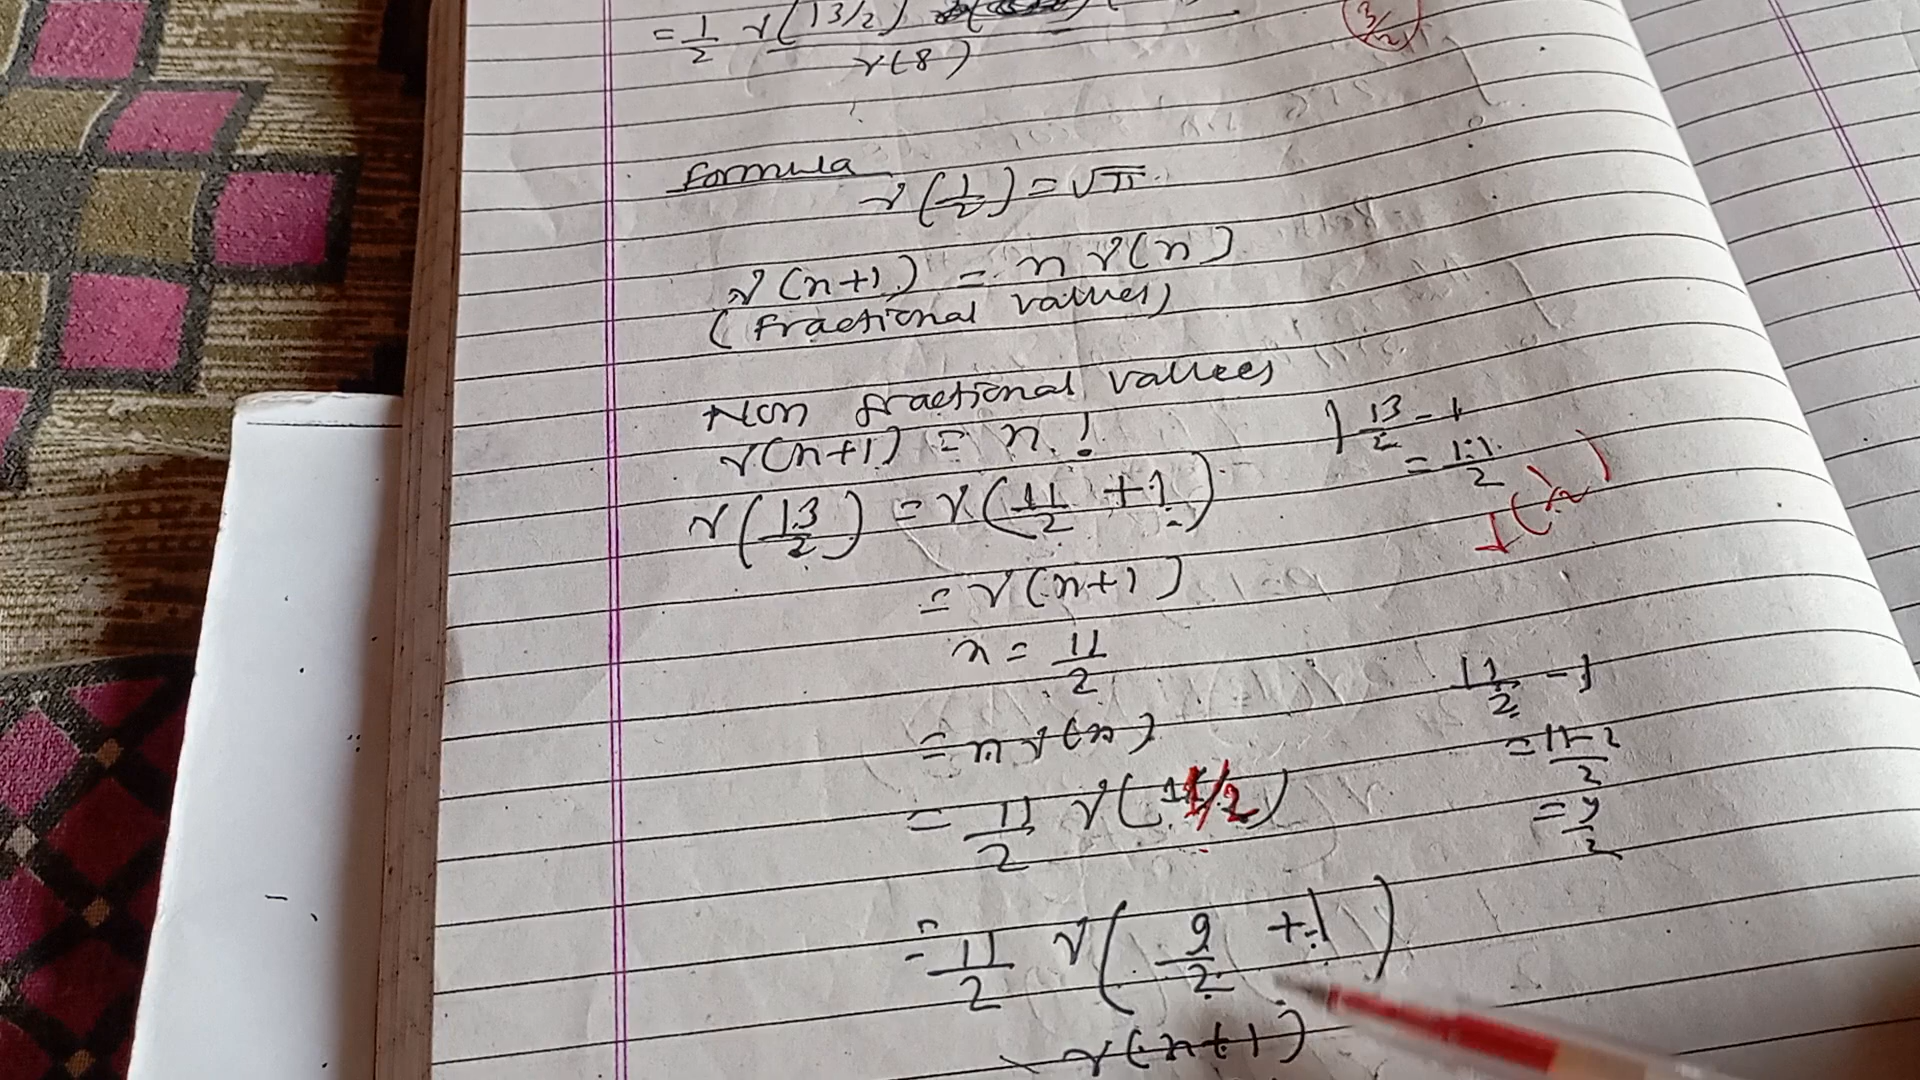 = 1/2 γ(13/2)
γ(8)
3/2
formula
γ(1/2) = √π
γ(n+1) = n γ(n)
(fractional values)
Non fractional vallees
γ(n+1) = n!
13/2 - 1
= 11/2
γ(13/2) = γ(11/2 + 1)
= γ(n+1)
n = 11/2
11/2 - 1
= n γ(n)
= 11-2/2
= 11/2 γ(11/2)
= 9/2
= 11/2 γ(9/2 + 1)
γ(n+1)